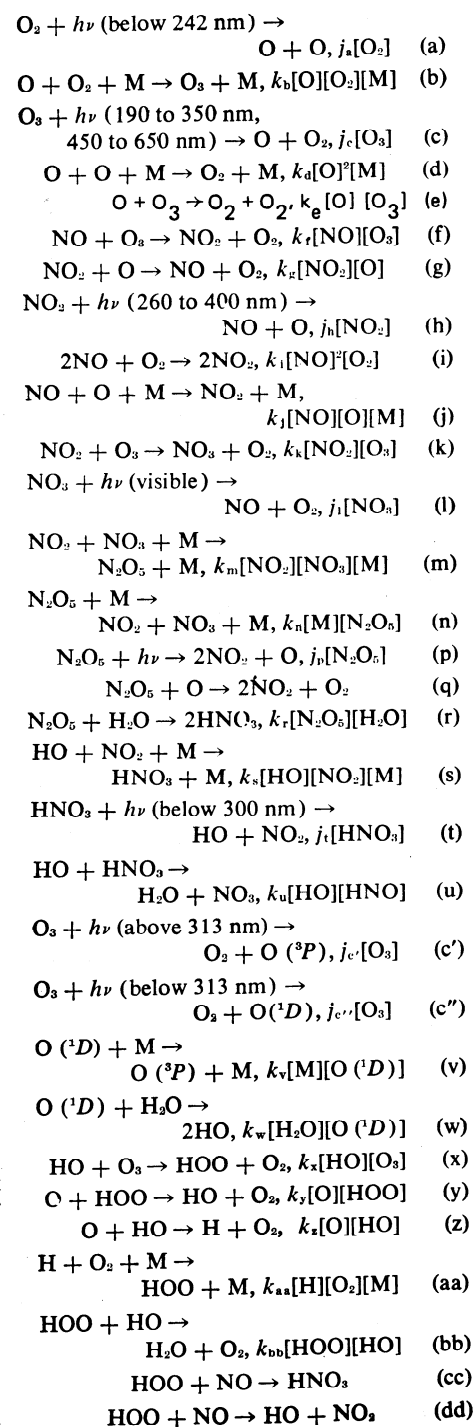 O₂ + hν (below 242 nm) →
O + O, jₐ[O₂] (a)
O + O₂ + M → O₃ + M, k_b[O][O₂][M] (b)
O₃ + hν (190 to 350 nm,
450 to 650 nm) → O + O₂, j_c[O₃] (c)
O + O + M → O₂ + M, k_d[O]²[M] (d)
O + O₃ → O₂ + O₂, k_e[O] [O₃] (e)
NO + O₃ → NO₂ + O₂, k_f[NO][O₃] (f)
NO₂ + O → NO + O₂, k_g[NO₂][O] (g)
NO₂ + hν (260 to 400 nm) →
NO + O, j_h[NO₂] (h)
2NO + O₂ → 2NO₂, k_i[NO]²[O₂] (i)
NO + O + M → NO₂ + M,
k_j[NO][O][M] (j)
NO₂ + O₃ → NO₃ + O₂, k_k[NO₂][O₃] (k)
NO₃ + hν (visible) →
NO + O₂, j_l[NO₃] (l)
NO₂ + NO₃ + M →
N₂O₅ + M, k_m[NO₂][NO₃][M] (m)
N₂O₅ + M →
NO₂ + NO₃ + M, k_n[M][N₂O₅] (n)
N₂O₅ + hν → 2NO₂ + O, j_p[N₂O₅] (p)
N₂O₅ + O → 2NO₂ + O₂ (q)
N₂O₅ + H₂O → 2HNO₃, k_r[N₂O₅][H₂O] (r)
HO + NO₂ + M →
HNO₃ + M, k_s[HO][NO₂][M] (s)
HNO₃ + hν (below 300 nm) →
HO + NO₂, j_t[HNO₃] (t)
HO + HNO₃ →
H₂O + NO₃, k_u[HO][HNO] (u)
O₃ + hν (above 313 nm) →
O₂ + O (³P), j_c′[O₃] (c′)
O₃ + hν (below 313 nm) →
O₂ + O(¹D), j_c″[O₃] (c″)
O (¹D) + M →
O (³P) + M, k_v[M][O (¹D)] (v)
O (¹D) + H₂O →
2HO, k_w[H₂O][O (¹D)] (w)
HO + O₃ → HOO + O₂, k_x[HO][O₃] (x)
O + HOO → HO + O₂, k_y[O][HOO] (y)
O + HO → H + O₂, k_z[O][HO] (z)
H + O₂ + M →
HOO + M, k_aa[H][O₂][M] (aa)
HOO + HO →
H₂O + O₂, k_bb[HOO][HO] (bb)
HOO + NO → HNO₃ (cc)
HOO + NO → HO + NO₂ (dd)